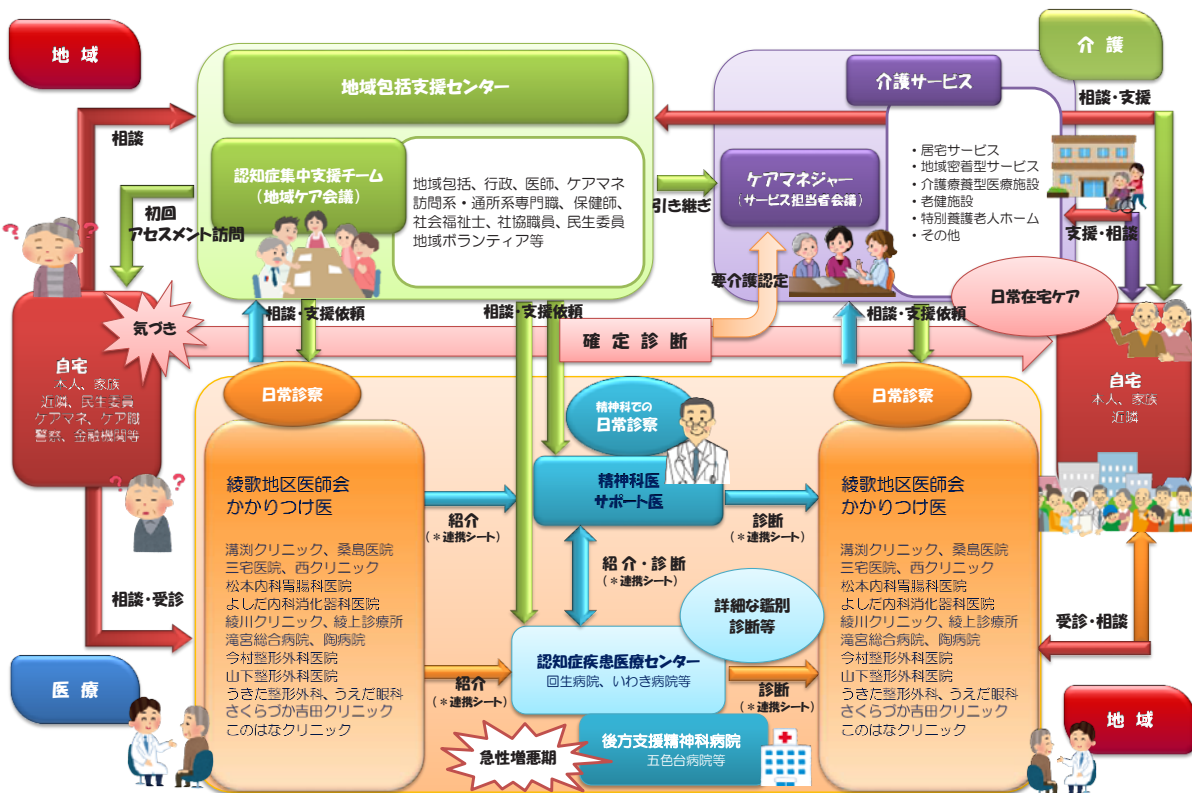 地 域
介 護
地域包括支援センター
介護サービス
相談・支援
相談
認知症集中支援チーム
(地域ケア会議)
地域包括、行政、医師、ケアマネ
訪問系・通所系専門職、保健師、
社会福祉士、社協職員、民生委員
地域ボランティア等
引き継ぎ
ケアマネジャー
(サービス担当者会議)
・居宅サービス
・地域密着型サービス
・介護療養型医療施設
・老健施設
・特別養護老人ホーム
・その他
支援・相談
初回
アセスメント訪問
?
?
要介護認定
日常在宅ケア
気づき
相談・支援依頼
相談・支援依頼
相談・支援依頼
確 定 診 断
自宅
本人、家族
近隣、民生委員
ケアマネ、ケア職
警察、金融機関等
自宅
本人、家族
近隣
日常診察
精神科での
日常診察
日常診察
綾歌地区医師会
かかりつけ医
溝渕クリニック、桑島医院
三宅医院、西クリニック
松本内科胃腸科医院
よしだ内科消化器科医院
綾川クリニック、綾上診療所
滝宮総合病院、陶病院
今村整形外科医院
山下整形外科医院
うきた整形外科、うえだ眼科
さくらづか吉田クリニック
このはなクリニック
精神科医
サポート医
紹介
(*連携シート)
診断
(*連携シート)
紹介・診断
(*連携シート)
綾歌地区医師会
かかりつけ医
溝渕クリニック、桑島医院
三宅医院、西クリニック
松本内科胃腸科医院
よしだ内科消化器科医院
綾川クリニック、綾上診療所
滝宮総合病院、陶病院
今村整形外科医院
山下整形外科医院
うきた整形外科、うえだ眼科
さくらづか吉田クリニック
このはなクリニック
?
?
相談・受診
詳細な鑑別
診断等
受診・相談
認知症疾患医療センター
回生病院、いわき病院等
紹介
(*連携シート)
診断
(*連携シート)
医 療
地 域
急性増悪期
後方支援精神科病院
五色台病院等